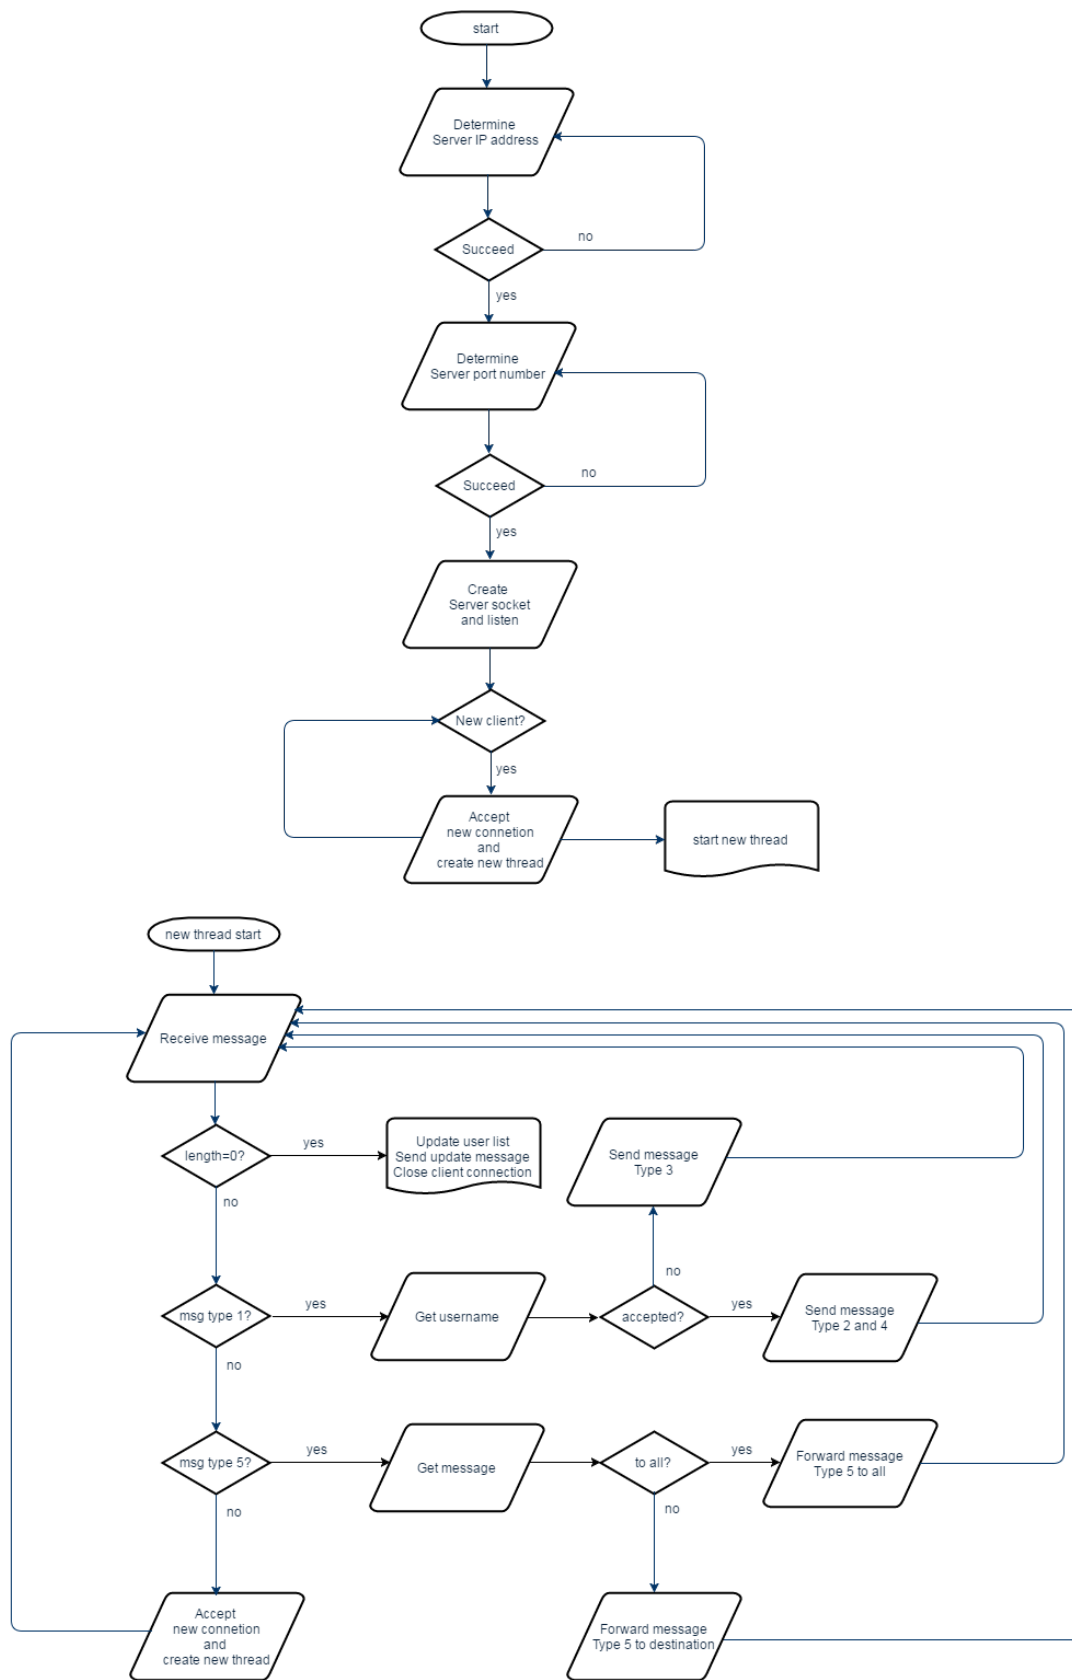 start
Determine
Server IP address
Succeed
no
yes
Determine
Server port number
Succeed
no
yes
Create
Server socket
and listen
New client?
yes
Accept
new connetion
and
create new thread
start new thread
new thread start
Receive message
length=0?
yes
Update user list
Send update message
Close client connection
Send message
Type 3
no
no
msg type 1?
yes
Get username
accepted?
yes
Send message
Type 2 and 4
no
msg type 5?
yes
Get message
to all?
yes
Forward message
Type 5 to all
no
no
Accept
new connetion
and
create new thread
Forward message
Type 5 to destination